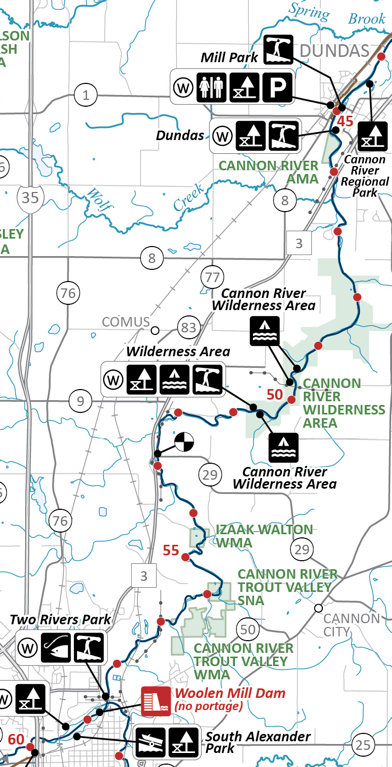 Spring Brook
LSON
SH
A
Mill Park
DUNDAS
W
P
1
45
Dundas
W
CANNON RIVER
AMA
Cannon
River
Regional
Park
Wolf Creek
35
8
3
SLEY
A
8
77
76
Cannon River
Wilderness Area
COMUS
83
Wilderness Area
W
50
CANNON
RIVER
WILDERNESS
AREA
9
Cannon River
Wilderness Area
29
76
IZAAK WALTON
WMA
55
29
3
CANNON RIVER
TROUT VALLEY
SNA
CANNON
CITY
50
Two Rivers Park
W
CANNON RIVER
TROUT VALLEY
WMA
Woolen Mill Dam
(no portage)
W
60
South Alexander
Park
25